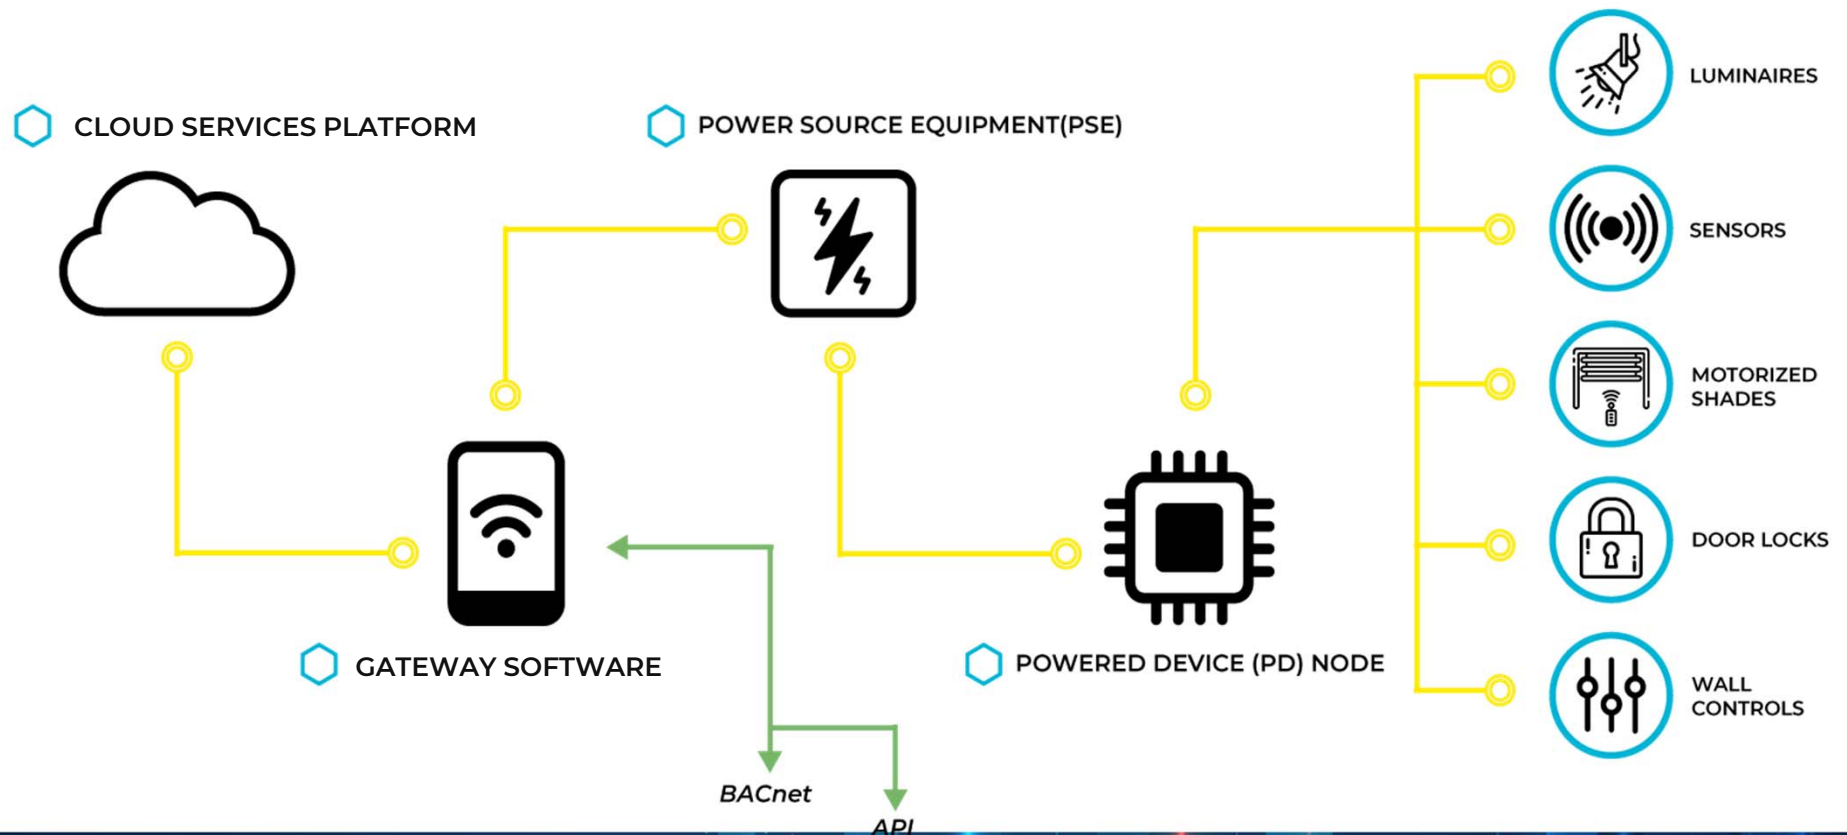 CLOUD SERVICES PLATFORM
POWER SOURCE EQUIPMENT(PSE)
LUMINAIRES
SENSORS
MOTORIZED
SHADES
DOOR LOCKS
GATEWAY SOFTWARE
POWERED DEVICE (PD) NODE
WALL
CONTROLS
BACnet
API